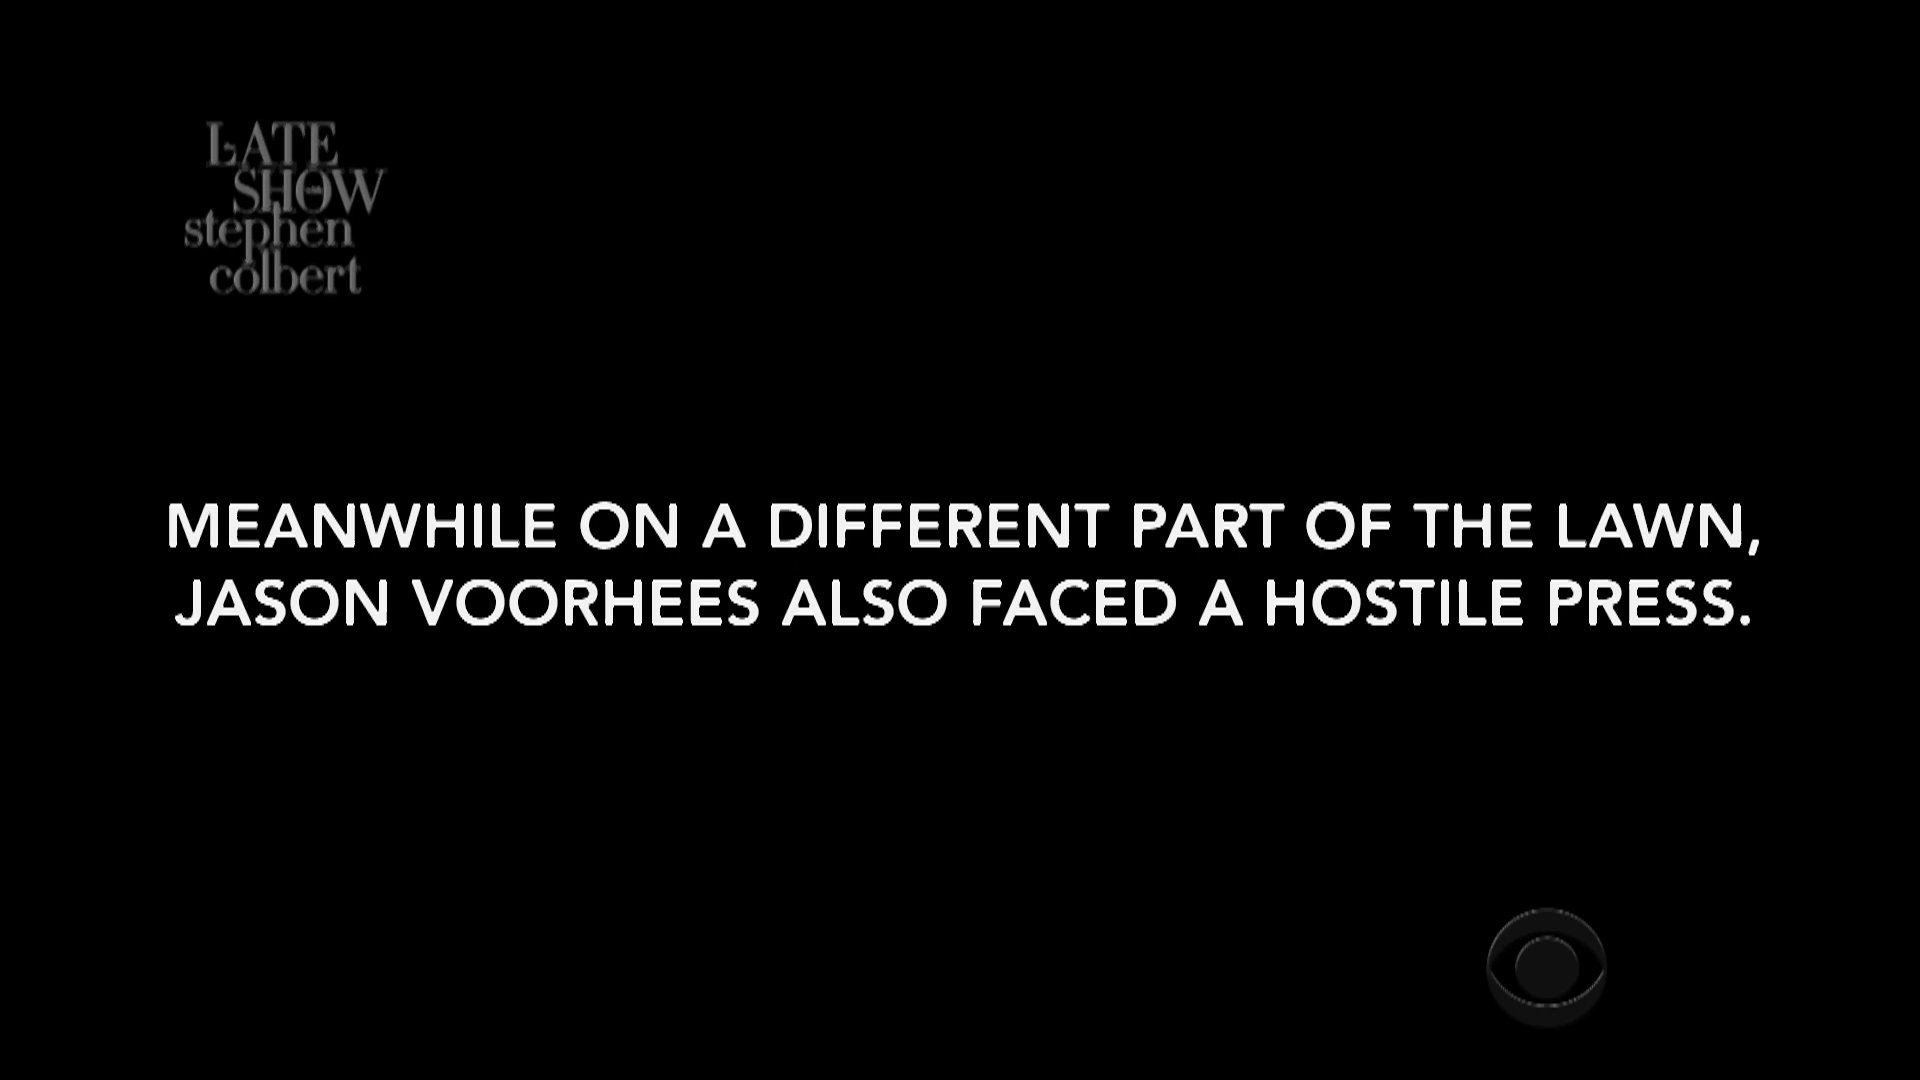 LATE
SHOW
stephen
colbert
MEANWHILE ON A DIFFERENT PART OF THE LAWN,
JASON VOORHEES ALSO FACED A HOSTILE PRESS.